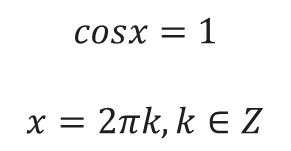 cosx = 1
x = 2πk, k ∈ Z